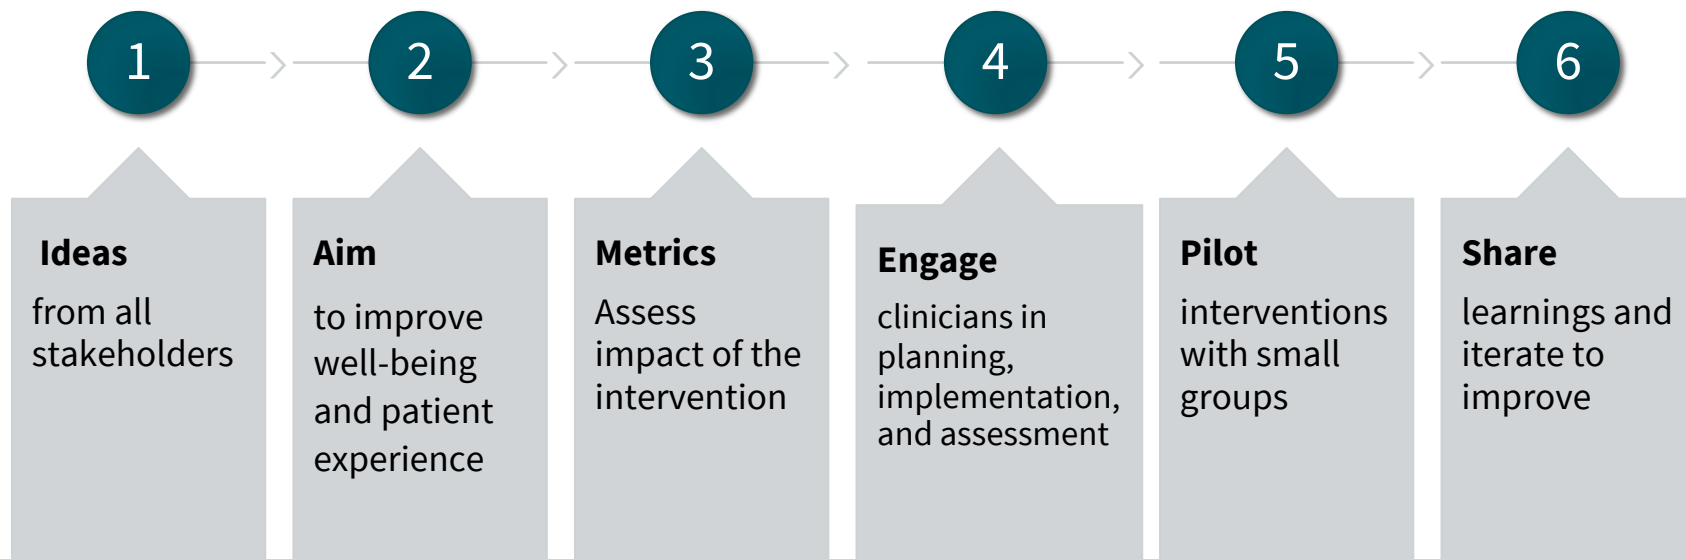 1
2
3
4
5
6
Ideas
from all
stakeholders
Aim
to improve
well-being
and patient
experience
Metrics
Assess
impact of the
intervention
Engage
clinicians in
planning,
implementation,
and assessment
Pilot
interventions
with small
groups
Share
learnings and
iterate to
improve